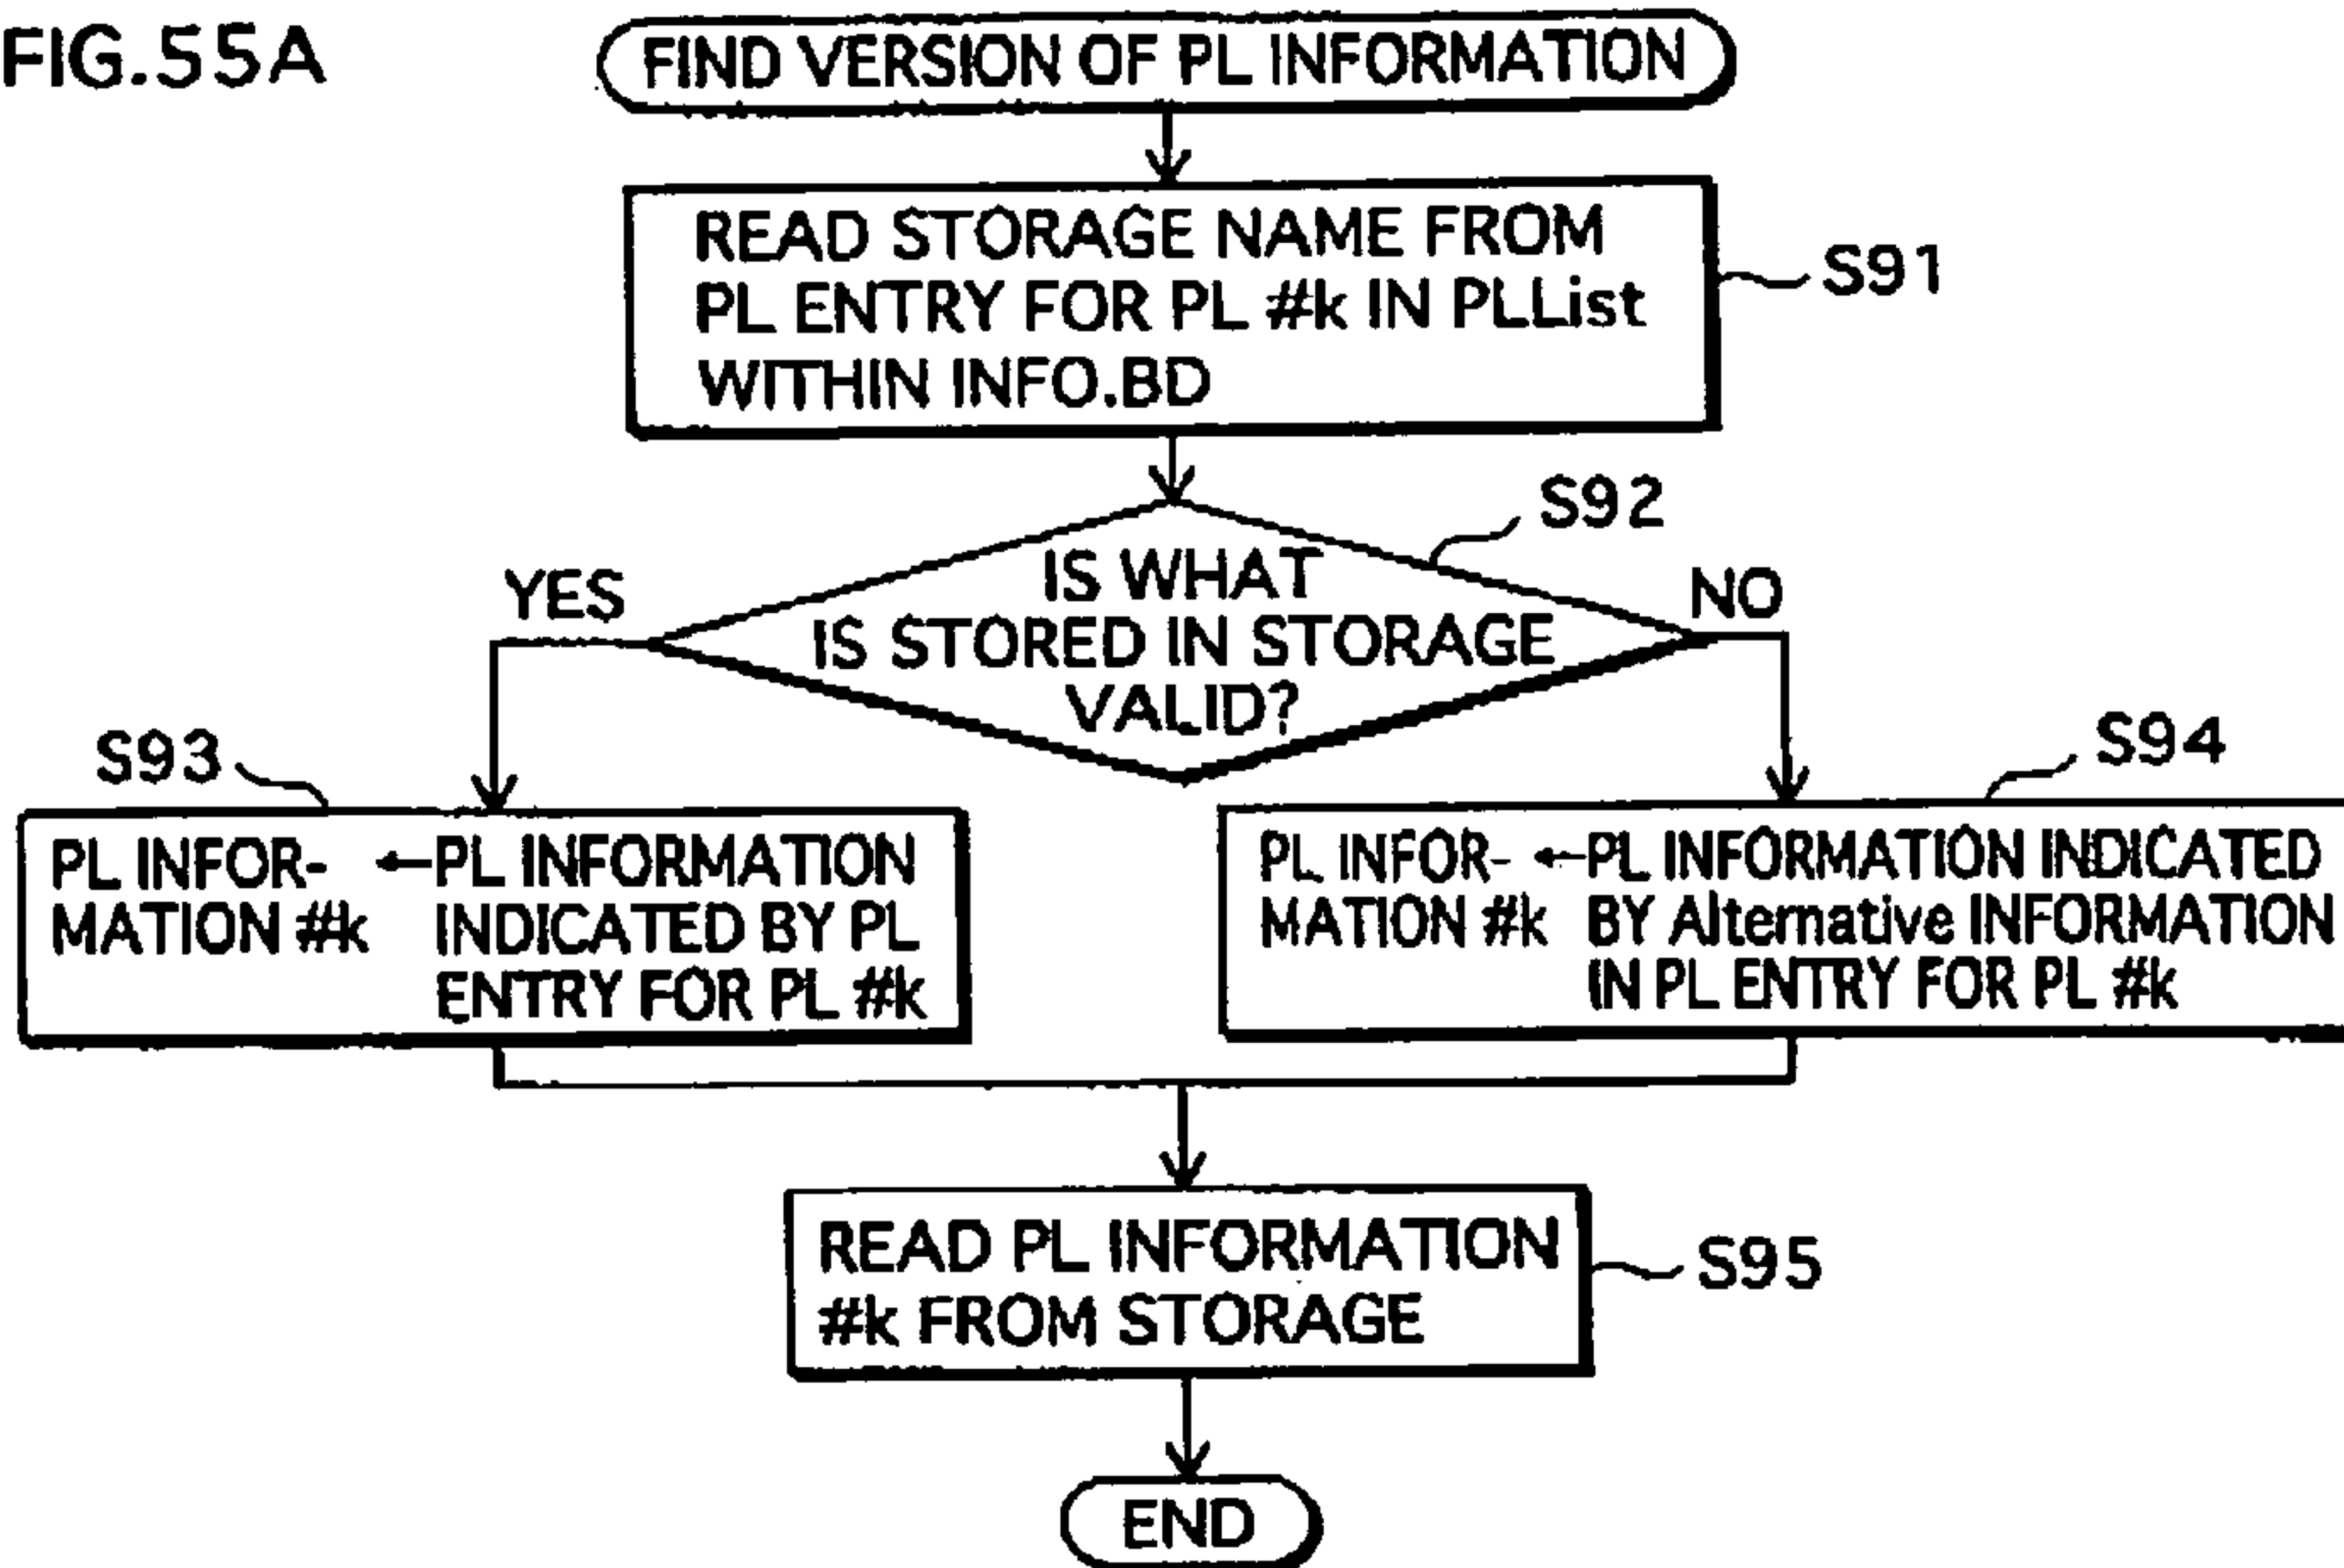 FIG.55A
FIND VERSION OF PL INFORMATION
READ STORAGE NAME FROM
PL ENTRY FOR PL #k IN PLList
WITHIN INFO.BD
S91
S92
IS WHAT
IS STORED IN STORAGE
VALID?
YES
NO
S93
PL INFOR- ←PL INFORMATION
MATION #k INDICATED BY PL
ENTRY FOR PL #k
S94
PL INFOR- ←PL INFORMATION INDICATED
MATION #k BY Alternative INFORMATION
IN PL ENTRY FOR PL #k
READ PL INFORMATION
#k FROM STORAGE
S95
END